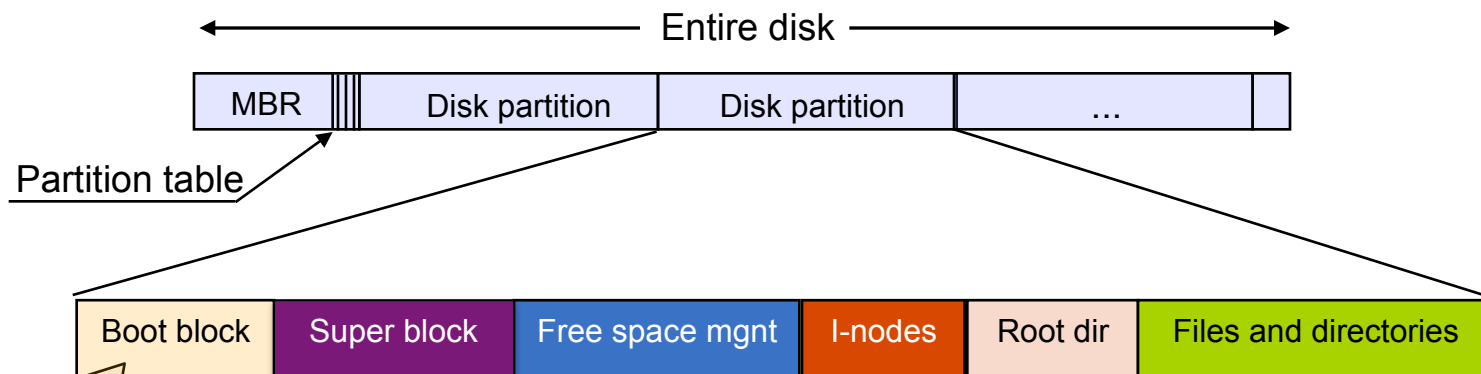 Entire disk
MBR Disk partition Disk partition ...
Partition table
Boot block Super block Free space mgnt I-nodes Root dir Files and directories